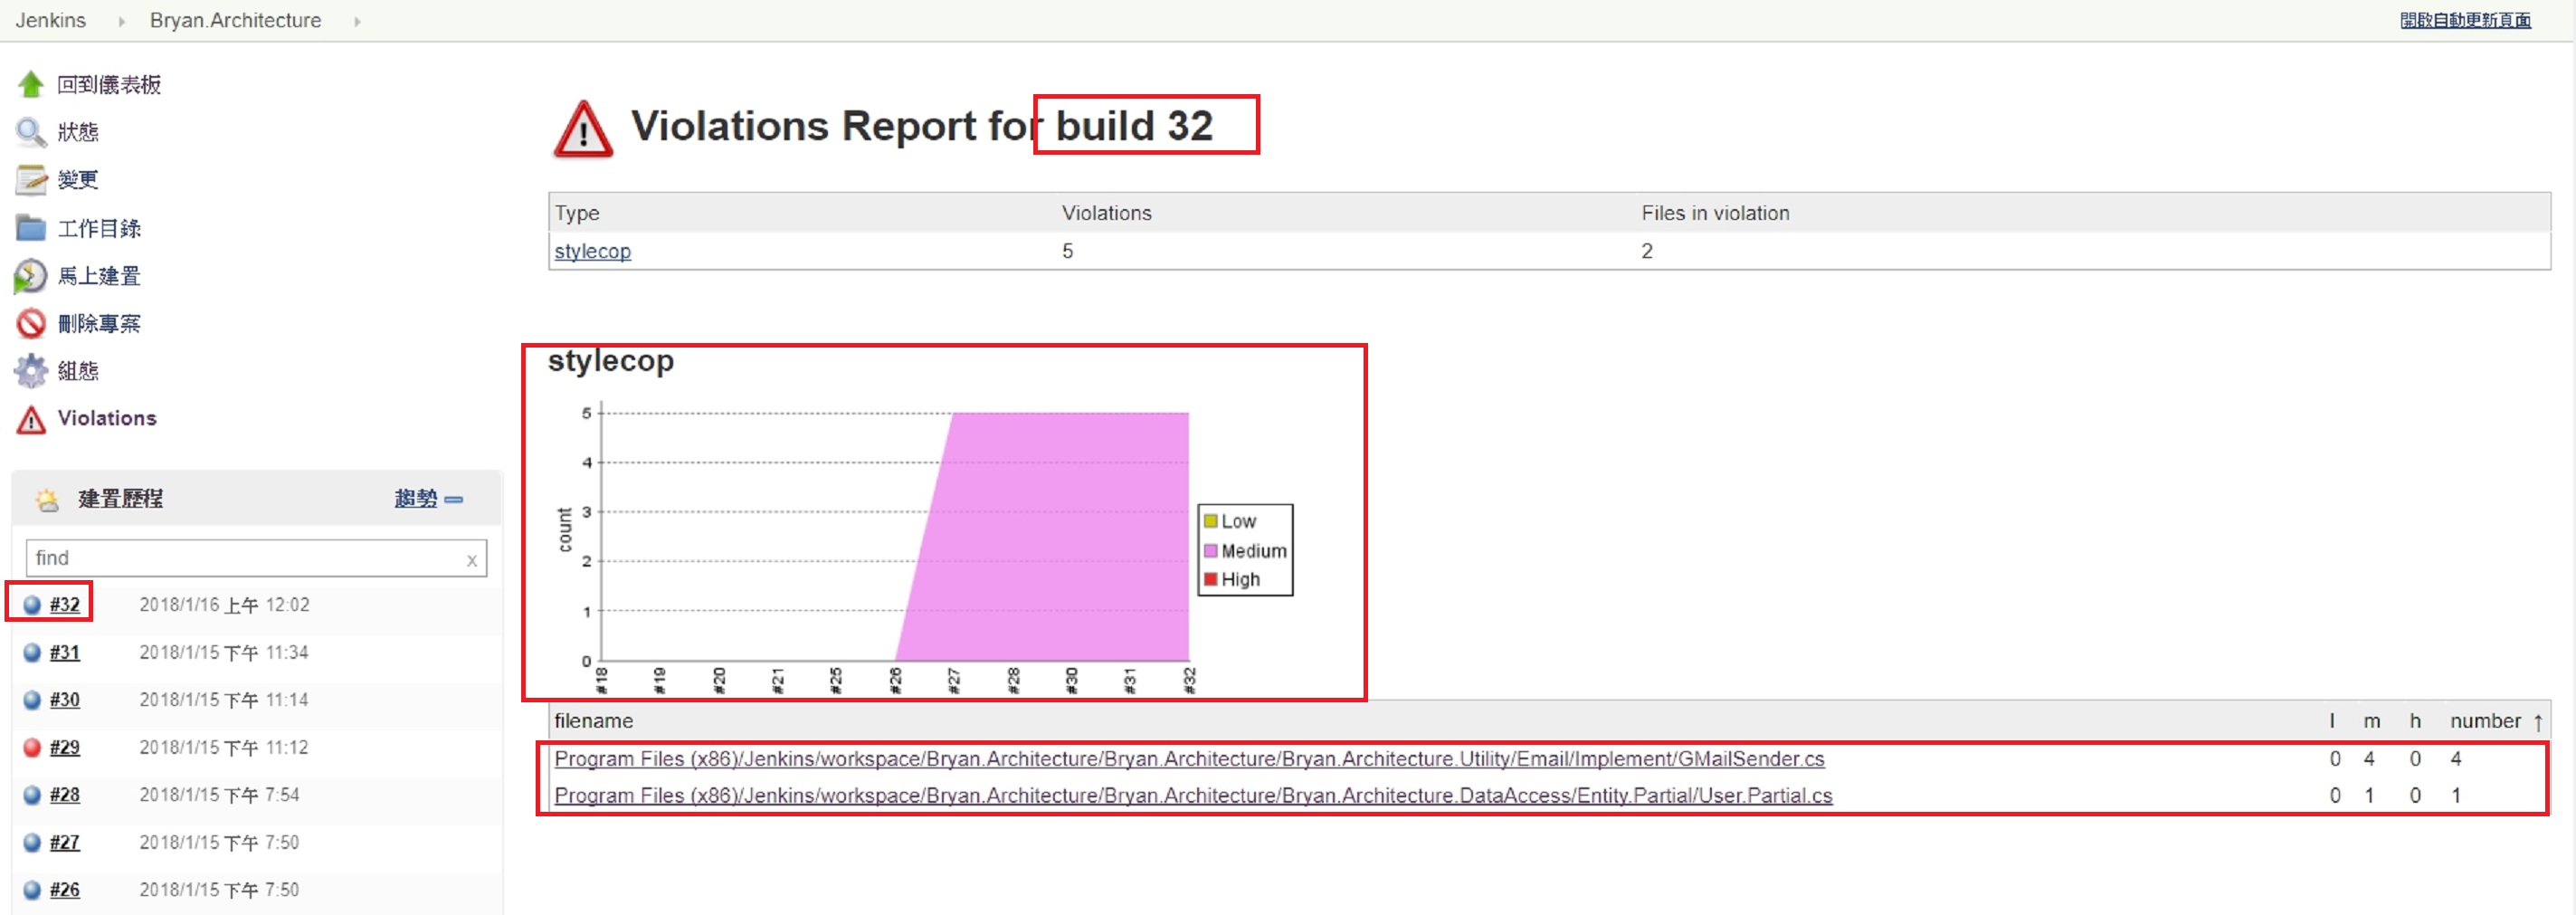 Jenkins Bryan.Architecture 開啟自動更新頁面
回到儀表板
狀態
變更
工作目錄
馬上建置
刪除專案
組態
Violations
建置歷程 趨勢
find x
#32 2018/1/16 上午 12:02
#31 2018/1/15 下午 11:34
#30 2018/1/15 下午 11:14
#29 2018/1/15 下午 11:12
#28 2018/1/15 下午 7:54
#27 2018/1/15 下午 7:50
#26 2018/1/15 下午 7:50
Violations Report for build 32
Type Violations Files in violation
stylecop 5 2
stylecop
5
4
3
2
1
0
count
#18 #19 #20 #21 #25 #26 #27 #28 #30 #31 #32
Low
Medium
High
filename l m h number ↑
Program Files (x86)/Jenkins/workspace/Bryan.Architecture/Bryan.Architecture/Bryan.Architecture.Utility/Email/Implement/GMailSender.cs 0 4 0 4
Program Files (x86)/Jenkins/workspace/Bryan.Architecture/Bryan.Architecture/Bryan.Architecture.DataAccess/Entity.Partial/User.Partial.cs 0 1 0 1